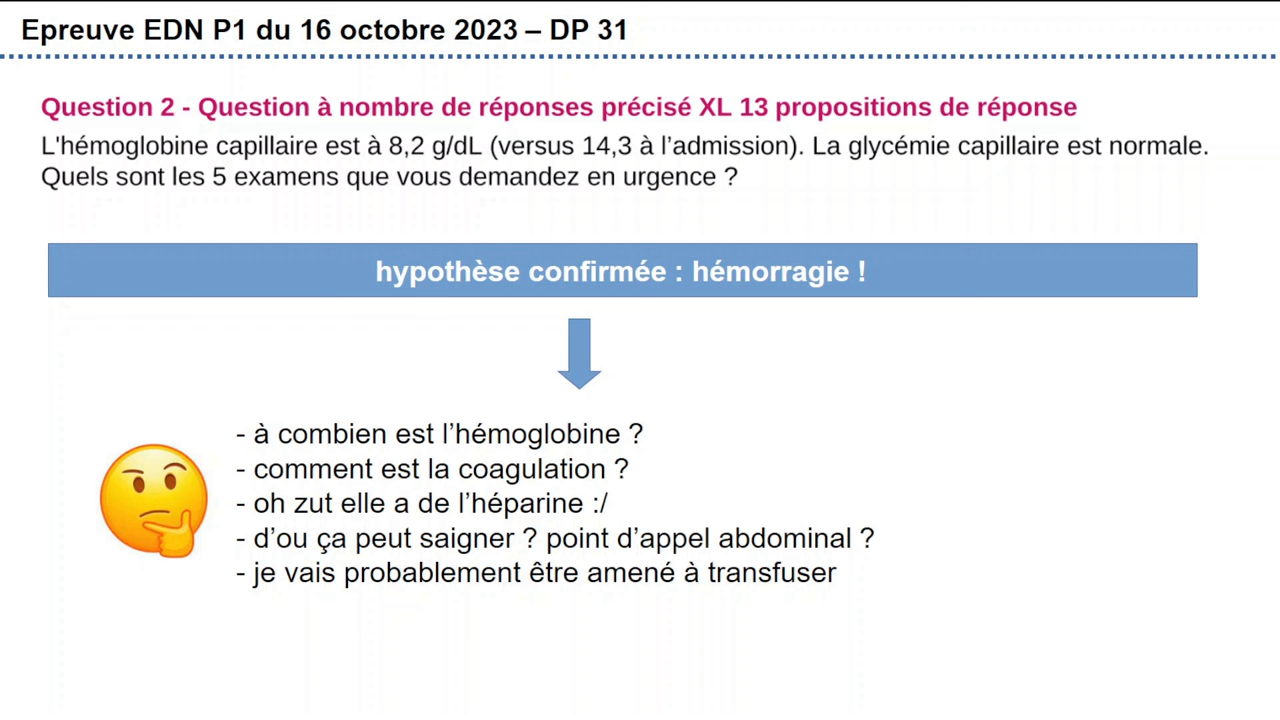 Epreuve EDN P1 du 16 octobre 2023 – DP 31
Question 2 - Question à nombre de réponses précisé XL 13 propositions de réponse
L'hémoglobine capillaire est à 8,2 g/dL (versus 14,3 à l’admission). La glycémie capillaire est normale.
Quels sont les 5 examens que vous demandez en urgence ?
hypothèse confirmée : hémorragie !
- à combien est l’hémoglobine ?
- comment est la coagulation ?
- oh zut elle a de l’héparine :/
- d’ou ça peut saigner ? point d’appel abdominal ?
- je vais probablement être amené à transfuser